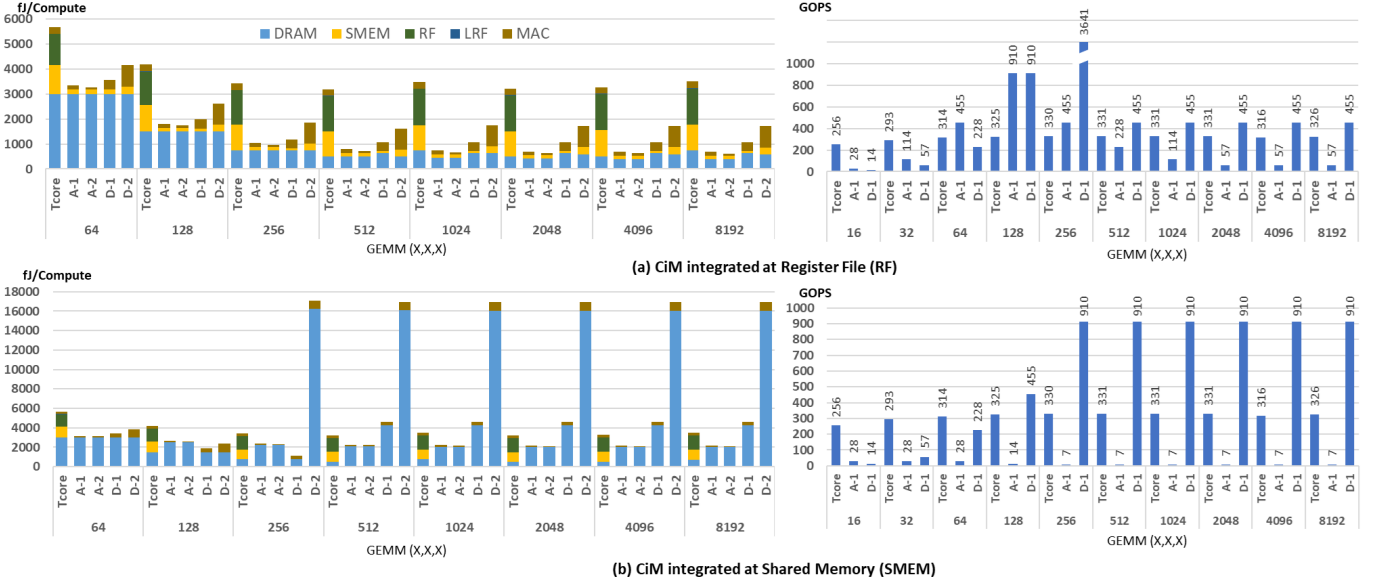 fJ/Compute
6000
5000
4000
3000
2000
1000
0
DRAM SMEM RF LRF MAC
Tcore A-1 A-2 D-1 D-2 Tcore A-1 A-2 D-1 D-2 Tcore A-1 A-2 D-1 D-2 Tcore A-1 A-2 D-1 D-2 Tcore A-1 A-2 D-1 D-2 Tcore A-1 A-2 D-1 D-2 Tcore A-1 A-2 D-1 D-2 Tcore A-1 A-2 D-1 D-2
64 128 256 512 1024 2048 4096 8192
GEMM (X,X,X)
GOPS
1000
800
600
400
200
0
256 28 14 293 114 57 314 455 228 325 910 910 330 455 3641 331 228 455 331 114 455 331 57 455 316 57 455 326 57 455
Tcore A-1 D-1 Tcore A-1 D-1 Tcore A-1 D-1 Tcore A-1 D-1 Tcore A-1 D-1 Tcore A-1 D-1 Tcore A-1 D-1 Tcore A-1 D-1 Tcore A-1 D-1 Tcore A-1 D-1
16 32 64 128 256 512 1024 2048 4096 8192
GEMM (X,X,X)
(a) CiM integrated at Register File (RF)
fJ/Compute
18000
16000
14000
12000
10000
8000
6000
4000
2000
0
Tcore A-1 A-2 D-1 D-2 Tcore A-1 A-2 D-1 D-2 Tcore A-1 A-2 D-1 D-2 Tcore A-1 A-2 D-1 D-2 Tcore A-1 A-2 D-1 D-2 Tcore A-1 A-2 D-1 D-2 Tcore A-1 A-2 D-1 D-2 Tcore A-1 A-2 D-1 D-2
64 128 256 512 1024 2048 4096 8192
GEMM (X,X,X)
GOPS
1000
900
800
700
600
500
400
300
200
100
0
256 28 14 293 28 57 314 28 228 325 14 455 330 7 910 331 7 910 331 7 910 331 7 910 316 7 910 326 7 910
Tcore A-1 D-1 Tcore A-1 D-1 Tcore A-1 D-1 Tcore A-1 D-1 Tcore A-1 D-1 Tcore A-1 D-1 Tcore A-1 D-1 Tcore A-1 D-1 Tcore A-1 D-1 Tcore A-1 D-1
16 32 64 128 256 512 1024 2048 4096 8192
GEMM (X,X,X)
(b) CiM integrated at Shared Memory (SMEM)